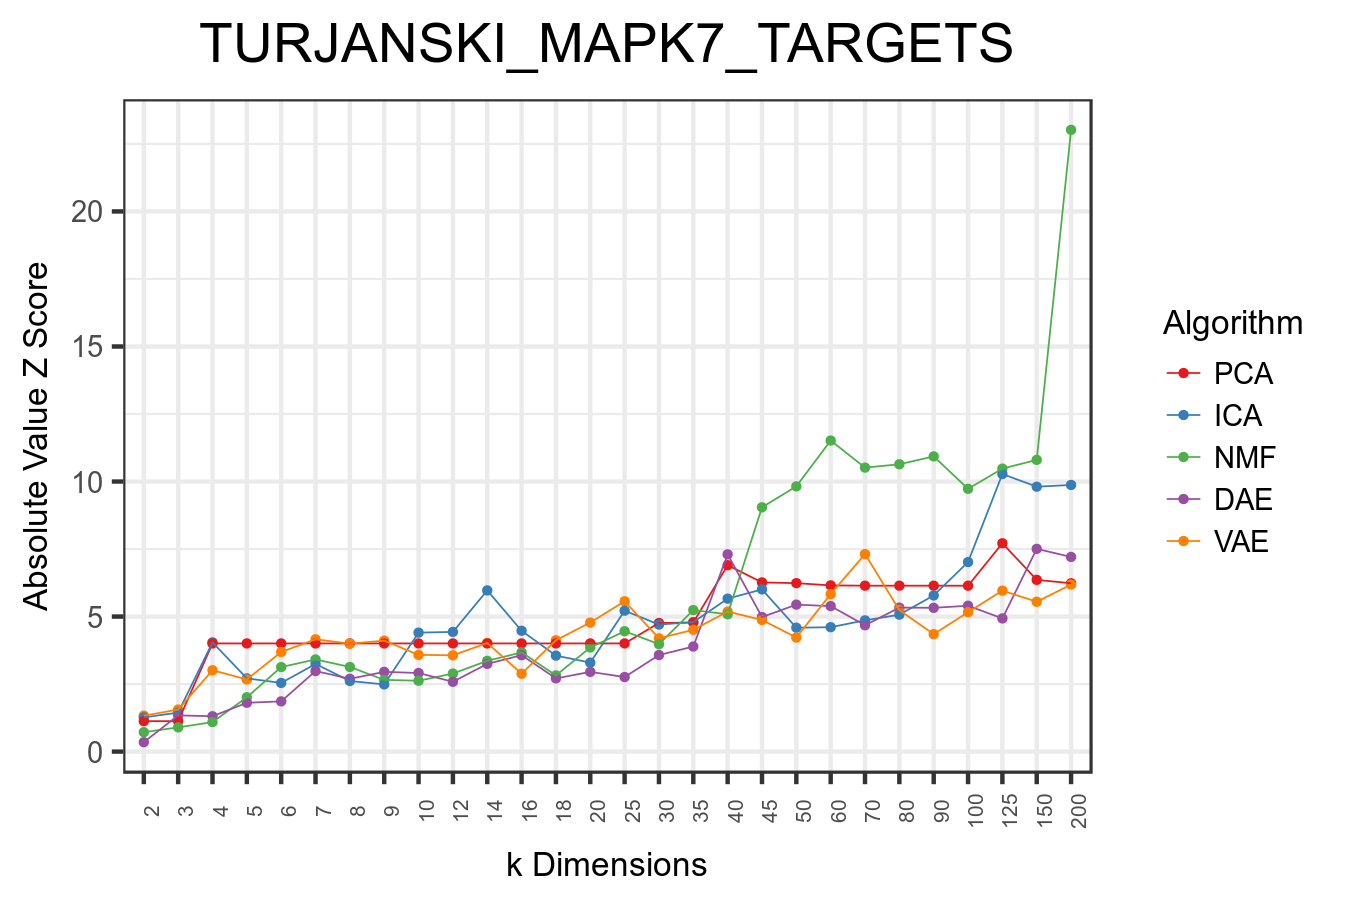 TURJANSKI_MAPK7_TARGETS
Absolute Value Z Score
20
15
10
5
0
2 3 4 5 6 7 8 9 10 12 14 16 18 20 25 30 35 40 45 50 60 70 80 90 100 125 150 200
k Dimensions
Algorithm
PCA
ICA
NMF
DAE
VAE